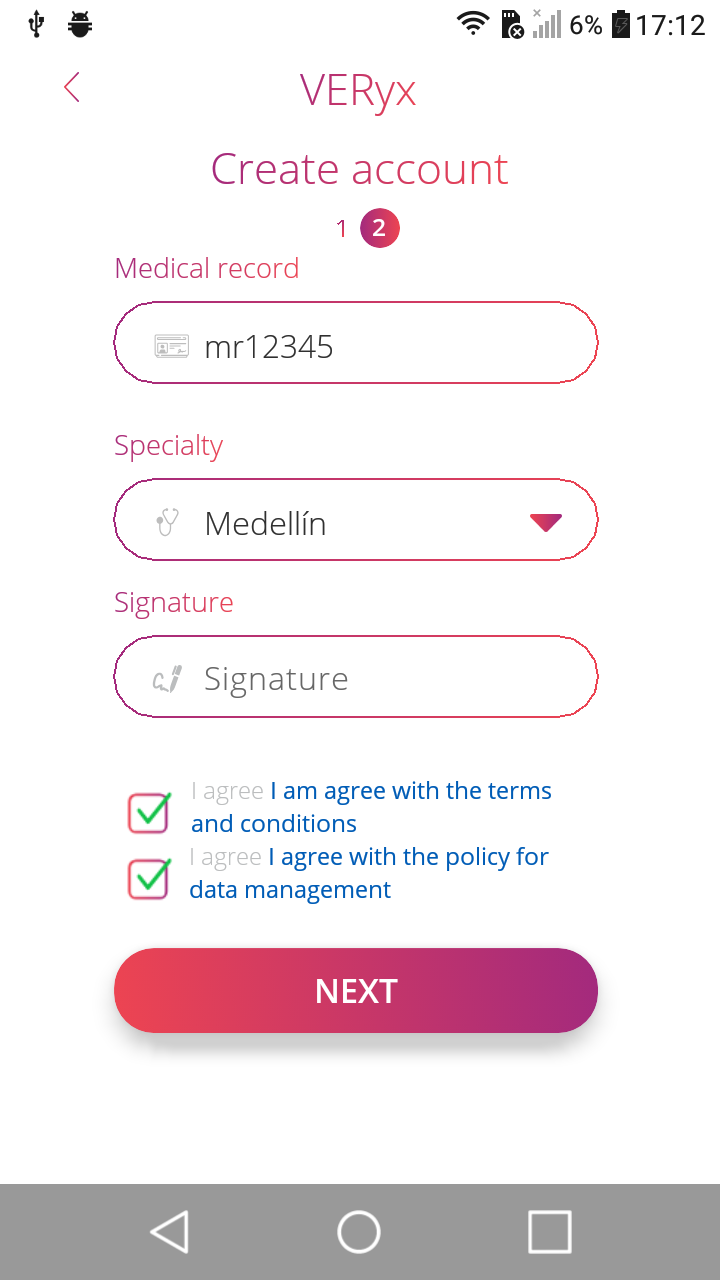 6% 17:12
VERyx
Create account
1 2
Medical record
mr12345
Specialty
Medellín
Signature
Signature
I agree I am agree with the terms
and conditions
I agree I agree with the policy for
data management
NEXT